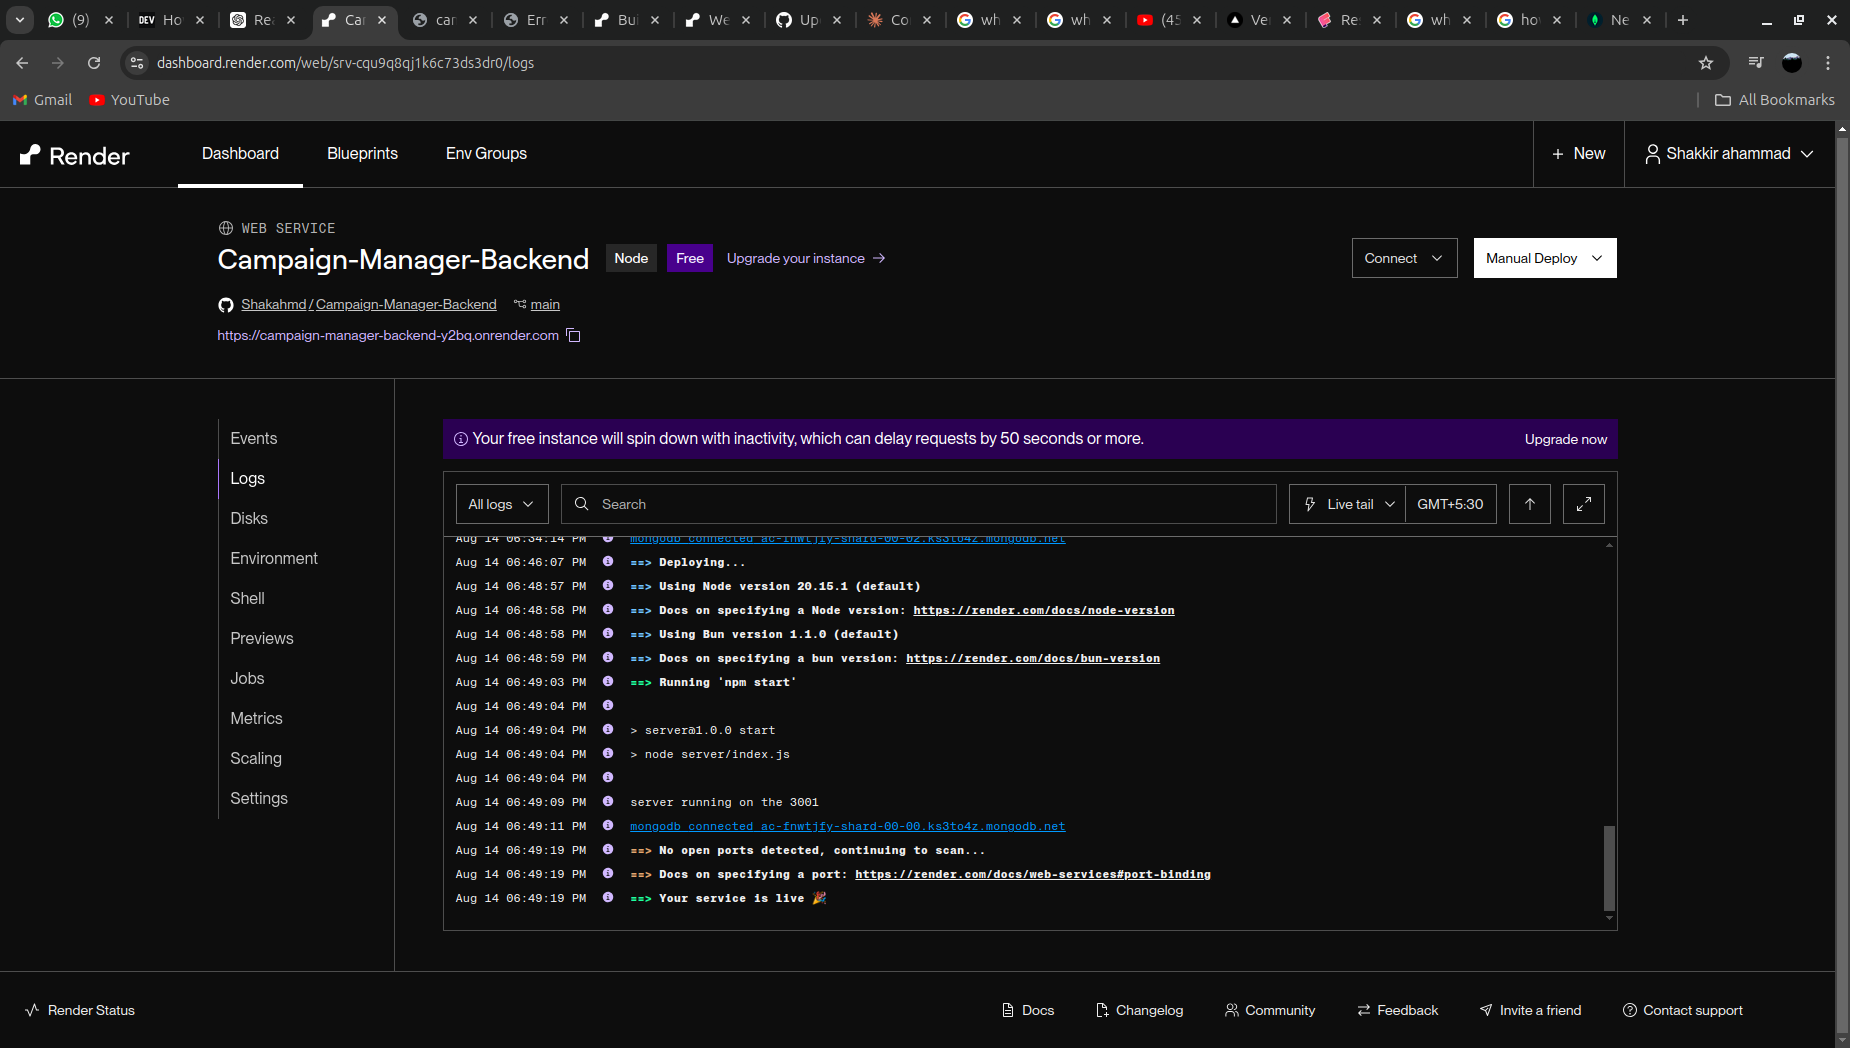 (9)
DEV Ho
Rea
Car
car
Err
Bui
We
Up
Co
wh
wh
(45
Ver
Res
wh
ho
Ne
dashboard.render.com/web/srv-cqu9q8qj1k6c73ds3dr0/logs
Gmail YouTube All Bookmarks
Render Dashboard Blueprints Env Groups + New Shakkir ahammad
WEB SERVICE
Campaign-Manager-Backend Node Free Upgrade your instance → Connect Manual Deploy
Shakahmd / Campaign-Manager-Backend main
https://campaign-manager-backend-y2bq.onrender.com
Events
Logs
Disks
Environment
Shell
Previews
Jobs
Metrics
Scaling
Settings
Your free instance will spin down with inactivity, which can delay requests by 50 seconds or more. Upgrade now
All logs Search Live tail GMT+5:30
Aug 14 06:34:14 PM mongodb connected ac-fnwtjfy-shard-00-02.ks3to4z.mongodb.net
Aug 14 06:46:07 PM ==> Deploying...
Aug 14 06:48:57 PM ==> Using Node version 20.15.1 (default)
Aug 14 06:48:58 PM ==> Docs on specifying a Node version: https://render.com/docs/node-version
Aug 14 06:48:58 PM ==> Using Bun version 1.1.0 (default)
Aug 14 06:48:59 PM ==> Docs on specifying a bun version: https://render.com/docs/bun-version
Aug 14 06:49:03 PM ==> Running 'npm start'
Aug 14 06:49:04 PM
Aug 14 06:49:04 PM > server@1.0.0 start
Aug 14 06:49:04 PM > node server/index.js
Aug 14 06:49:04 PM
Aug 14 06:49:09 PM server running on the 3001
Aug 14 06:49:11 PM mongodb connected ac-fnwtjfy-shard-00-00.ks3to4z.mongodb.net
Aug 14 06:49:19 PM ==> No open ports detected, continuing to scan...
Aug 14 06:49:19 PM ==> Docs on specifying a port: https://render.com/docs/web-services#port-binding
Aug 14 06:49:19 PM ==> Your service is live 🎉
Render Status Docs Changelog Community Feedback Invite a friend Contact support